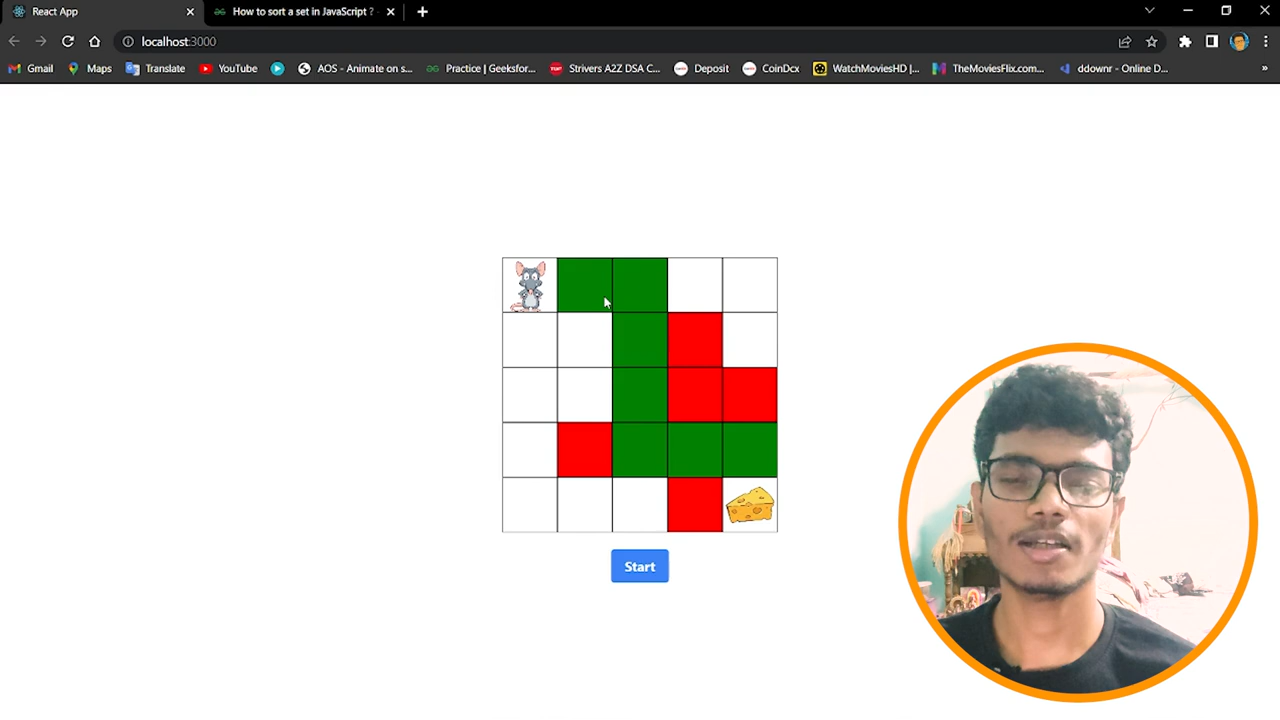 React App
How to sort a set in JavaScript ?
localhost:3000
Gmail Maps Translate YouTube AOS - Animate on s... Practice | Geeksfor... Strivers A2Z DSA C... Deposit CoinDcx WatchMoviesHD |... TheMoviesFlix.com... ddownr - Online D... »
Start